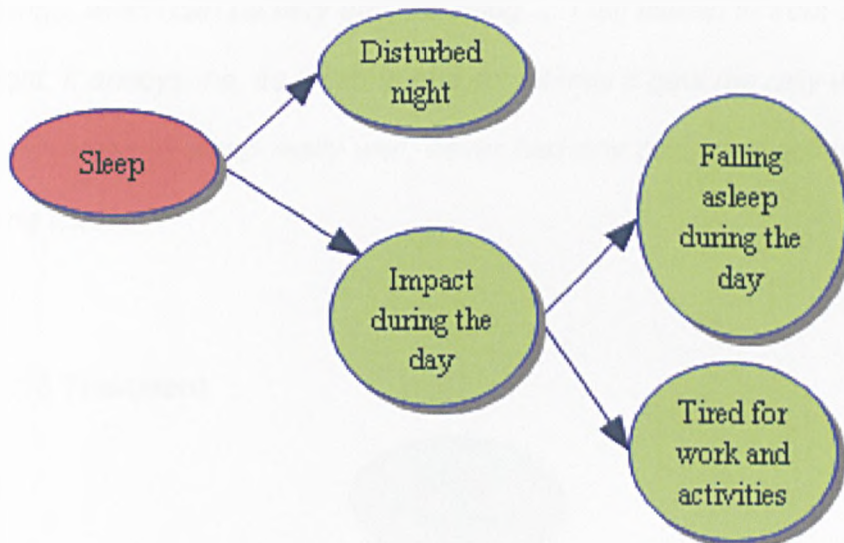 Disturbed
night
Sleep
Falling
asleep
during the
day
Impact
during the
day
Tired for
work and
activities